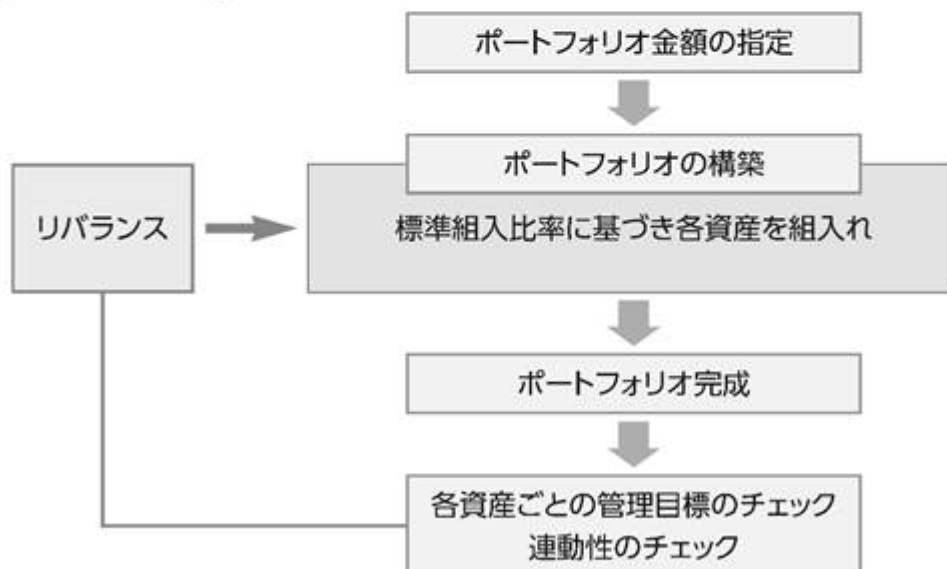 ポートフォリオ金額の指定
ポートフォリオの構築
リバランス
標準組入比率に基づき各資産を組入れ
ポートフォリオ完成
各資産ごとの管理目標のチェック
連動性のチェック